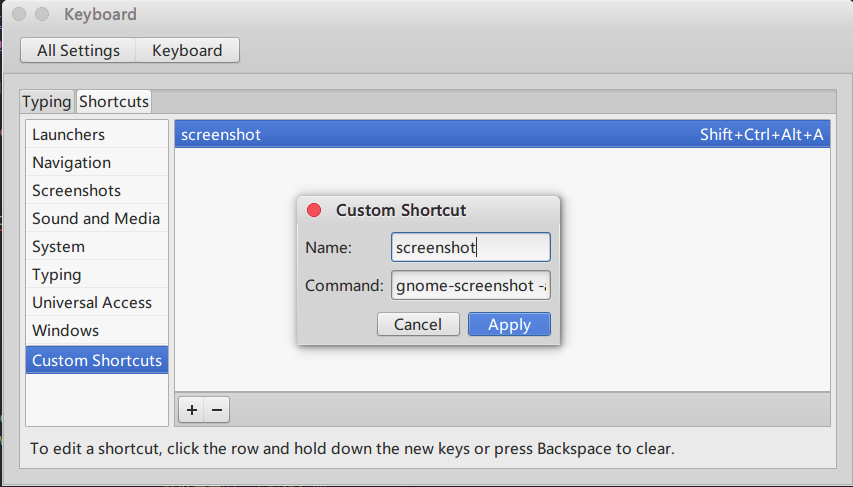 Keyboard
All Settings Keyboard
Typing Shortcuts
Launchers
Navigation
Screenshots
Sound and Media
System
Typing
Universal Access
Windows
Custom Shortcuts
screenshot Shift+Ctrl+Alt+A
Custom Shortcut
Name: screenshot
Command: gnome-screenshot -a
Cancel Apply
+ −
To edit a shortcut, click the row and hold down the new keys or press Backspace to clear.